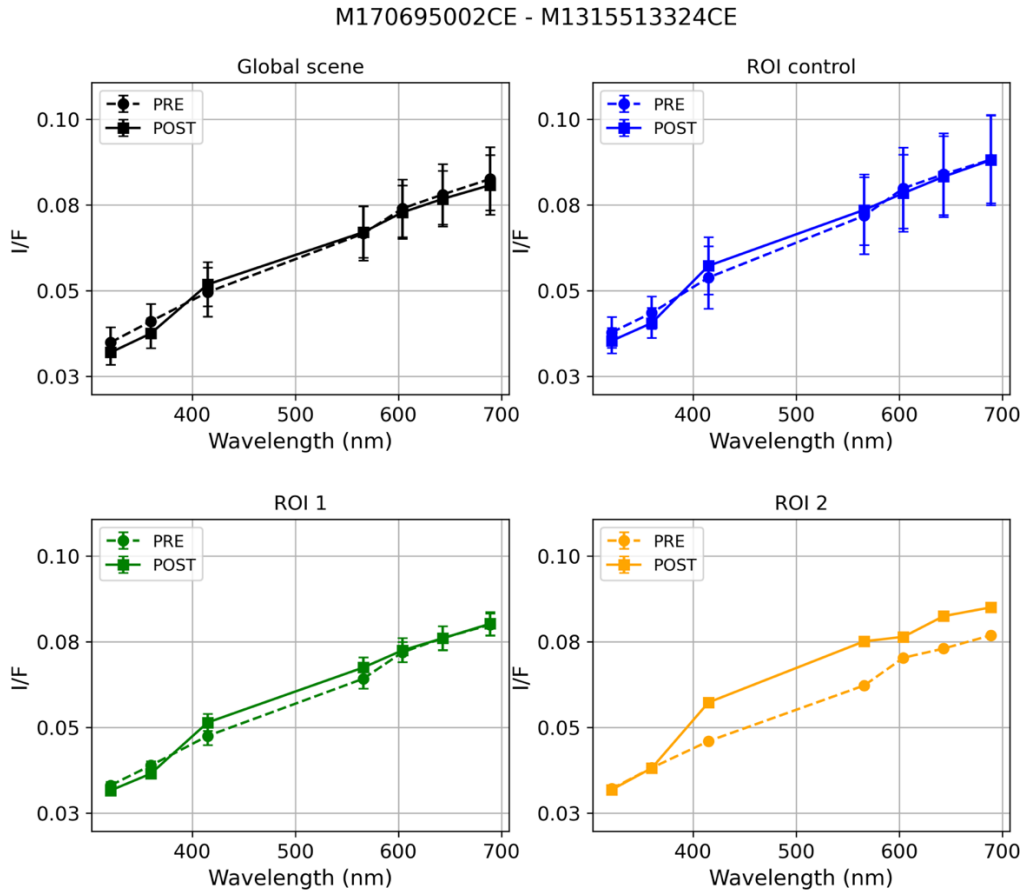 M170695002CE - M1315513324CE
Global scene
ROI control
PRE
POST
PRE
POST
0.10
0.08
0.05
0.03
I/F
0.10
0.08
0.05
0.03
I/F
400 500 600 700
400 500 600 700
Wavelength (nm)
Wavelength (nm)
ROI 1
ROI 2
PRE
POST
PRE
POST
0.10
0.08
0.05
0.03
I/F
0.10
0.08
0.05
0.03
I/F
400 500 600 700
400 500 600 700
Wavelength (nm)
Wavelength (nm)